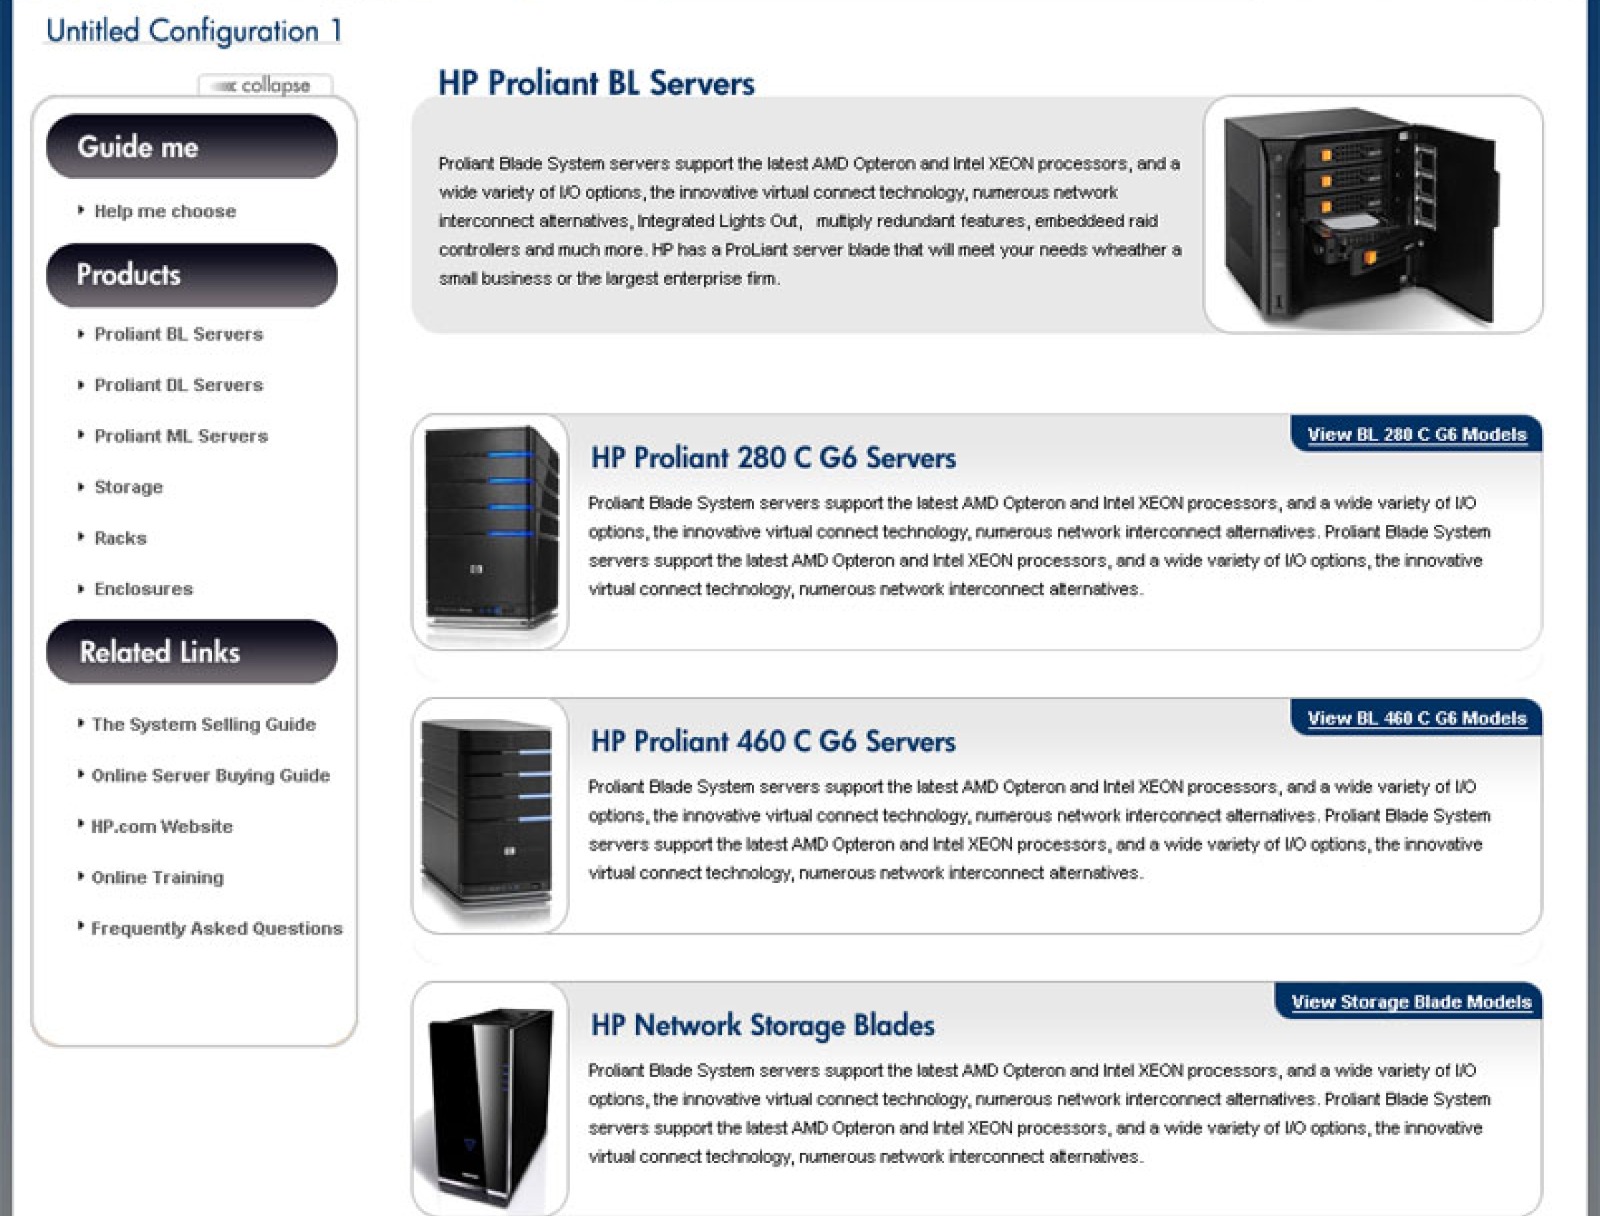 Untitled Configuration 1
collapse
Guide me
Help me choose
Products
Proliant BL Servers
Proliant DL Servers
Proliant ML Servers
Storage
Racks
Enclosures
Related Links
The System Selling Guide
Online Server Buying Guide
HP.com Website
Online Training
Frequently Asked Questions
HP Proliant BL Servers
Proliant Blade System servers support the latest AMD Opteron and Intel XEON processors, and a
wide variety of I/O options, the innovative virtual connect technology, numerous network
interconnect alternatives, Integrated Lights Out, multiply redundant features, embeddeed raid
controllers and much more. HP has a ProLiant server blade that will meet your needs wheather a
small business or the largest enterprise firm.
View BL 280 C G6 Models
HP Proliant 280 C G6 Servers
Proliant Blade System servers support the latest AMD Opteron and Intel XEON processors, and a wide variety of I/O
options, the innovative virtual connect technology, numerous network interconnect alternatives. Proliant Blade System
servers support the latest AMD Opteron and Intel XEON processors, and a wide variety of I/O options, the innovative
virtual connect technology, numerous network interconnect alternatives.
View BL 460 C G6 Models
HP Proliant 460 C G6 Servers
Proliant Blade System servers support the latest AMD Opteron and Intel XEON processors, and a wide variety of I/O
options, the innovative virtual connect technology, numerous network interconnect alternatives. Proliant Blade System
servers support the latest AMD Opteron and Intel XEON processors, and a wide variety of I/O options, the innovative
virtual connect technology, numerous network interconnect alternatives.
View Storage Blade Models
HP Network Storage Blades
Proliant Blade System servers support the latest AMD Opteron and Intel XEON processors, and a wide variety of I/O
options, the innovative virtual connect technology, numerous network interconnect alternatives. Proliant Blade System
servers support the latest AMD Opteron and Intel XEON processors, and a wide variety of I/O options, the innovative
virtual connect technology, numerous network interconnect alternatives.